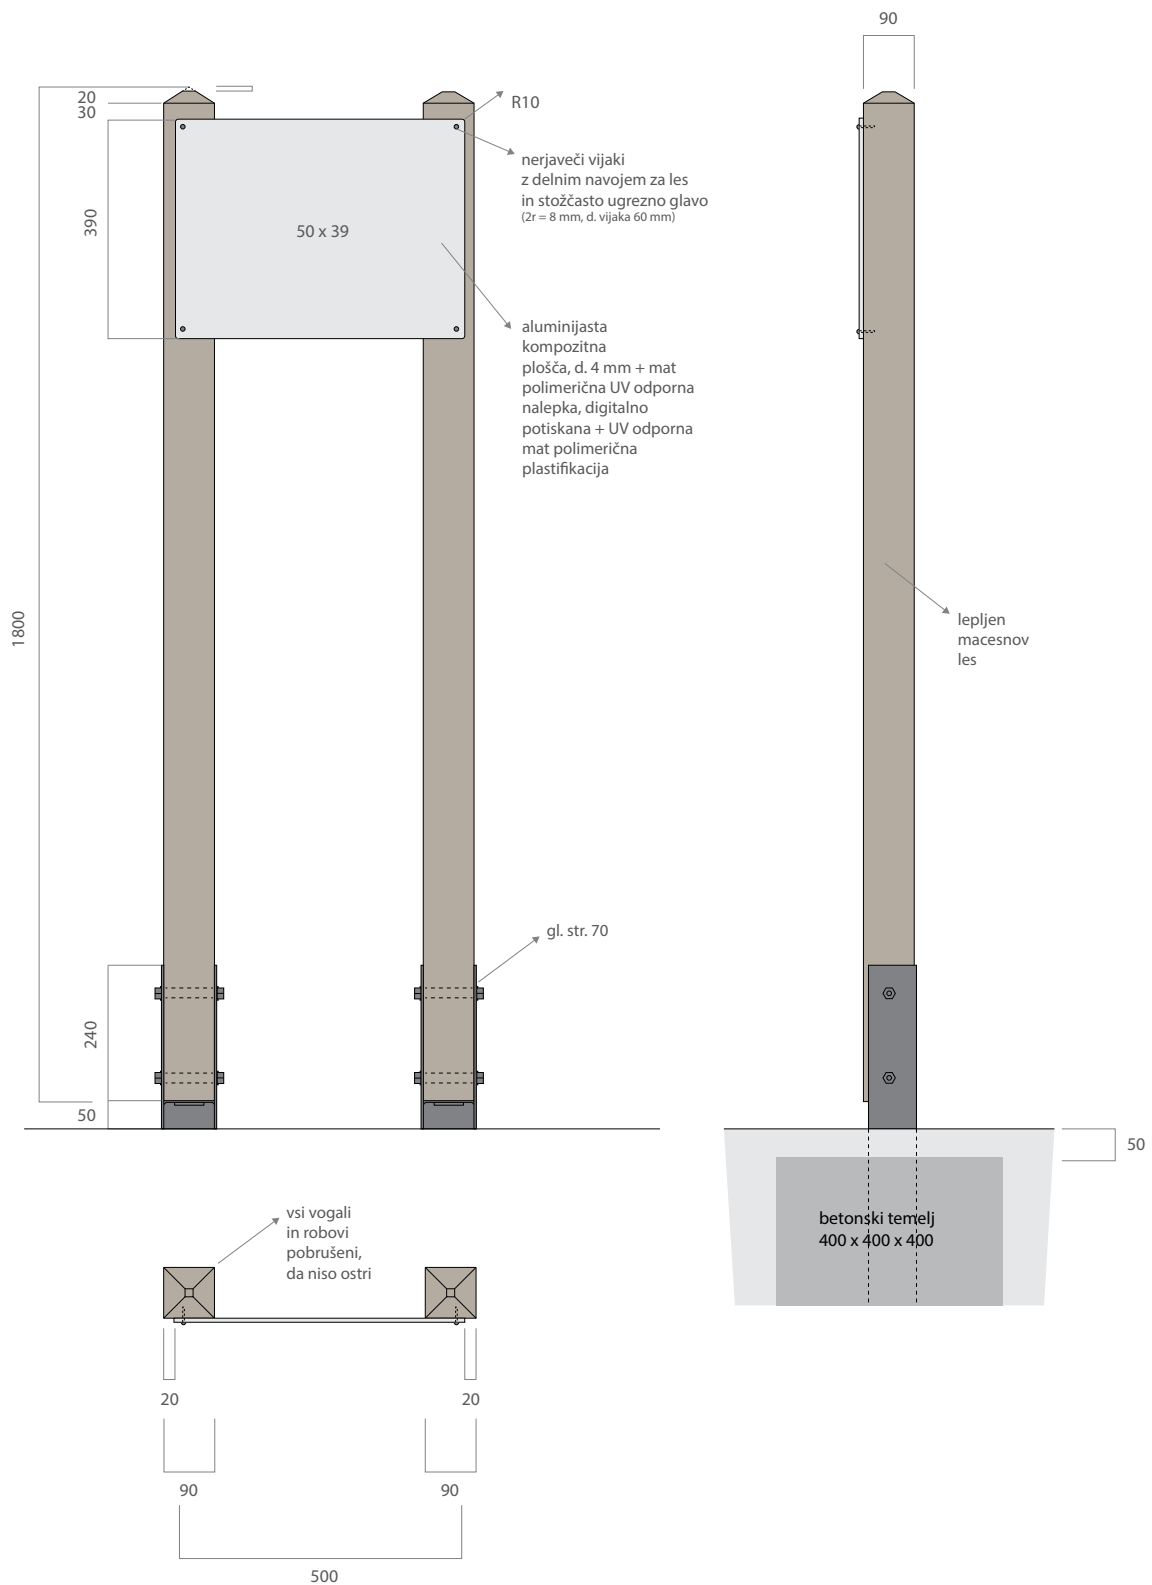 90
20
30
R10
nerjaveči vijaki
z delnim navojem za les
in stožčasto ugrezno glavo
(2r = 8 mm, d. vijaka 60 mm)
390
50 x 39
aluminijasta
kompozitna
plošča, d. 4 mm + mat
polimerična UV odporna
nalepka, digitalno
potiskana + UV odporna
mat polimerična
plastifikacija
1800
lepljen
macesnov
les
gl. str. 70
240
50
50
betonski temelj
400 x 400 x 400
vsi vogali
in robovi
pobrušeni,
da niso ostri
20
20
90
90
500